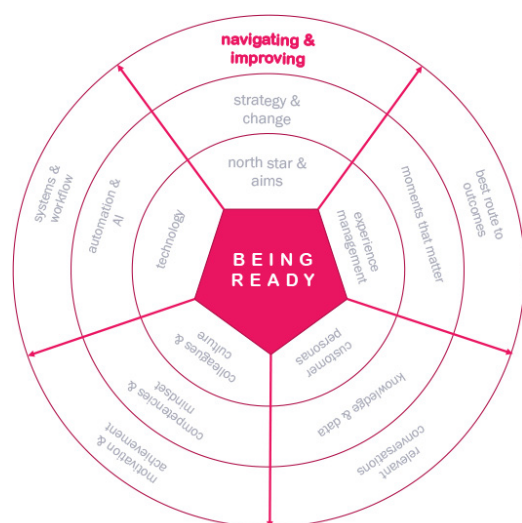 navigating &
improving
strategy &
change
north star &
aims
systems &
workflow
automation &
AI
technology
experience
management
moments that matter
best route to
outcomes
BEING
READY
colleagues &
culture
customer
personas
competencies &
mindset
knowledge & data
motivation &
achievement
relevant
conversations